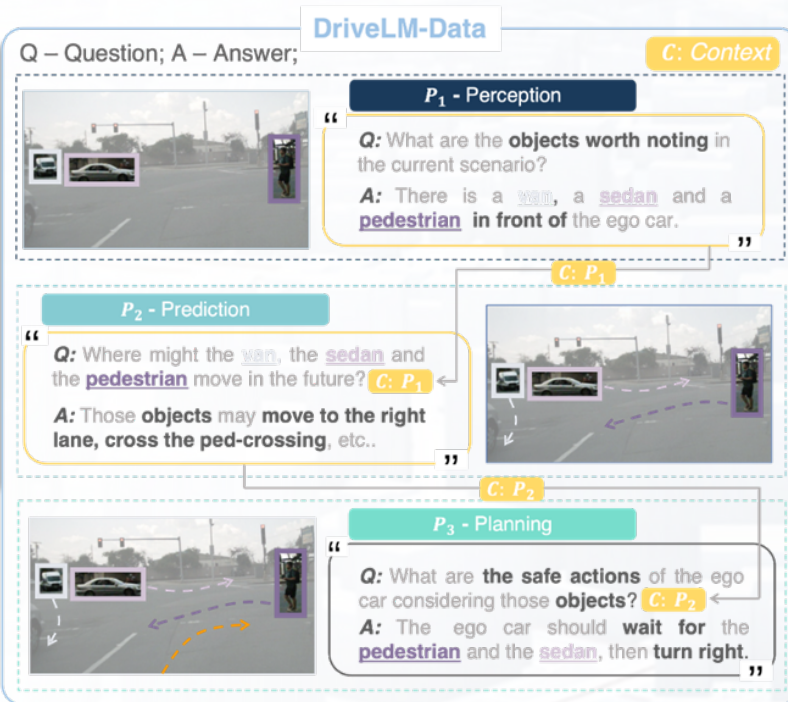 DriveLM-Data
Q – Question; A – Answer;
C: Context
P1 - Perception
“
Q: What are the objects worth noting in
the current scenario?
A: There is a van, a sedan and a
pedestrian in front of the ego car.
”
C: P1
P2 - Prediction
“
Q: Where might the van, the sedan and
the pedestrian move in the future? C: P1
A: Those objects may move to the right
lane, cross the ped-crossing, etc..
”
C: P2
P3 - Planning
“
Q: What are the safe actions of the ego
car considering those objects? C: P2
A: The ego car should wait for the
pedestrian and the sedan, then turn right.
”